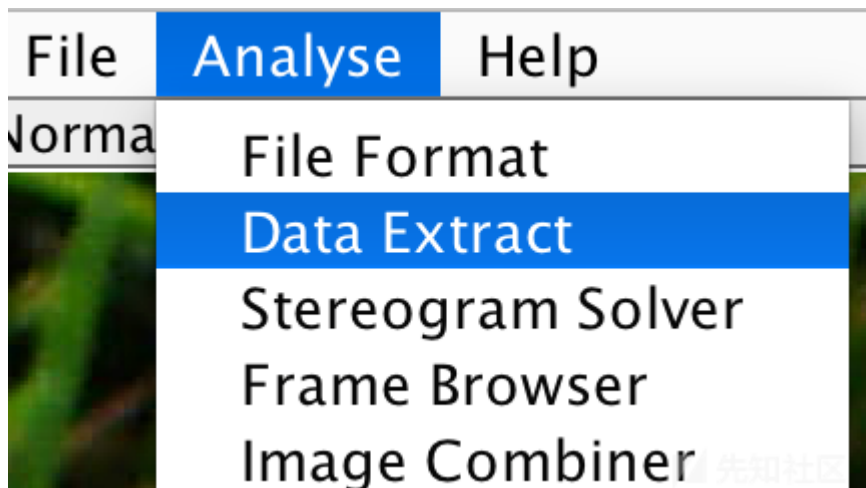 File Analyse Help
Norma
File Format
Data Extract
Stereogram Solver
Frame Browser
Image Combiner
先知社区